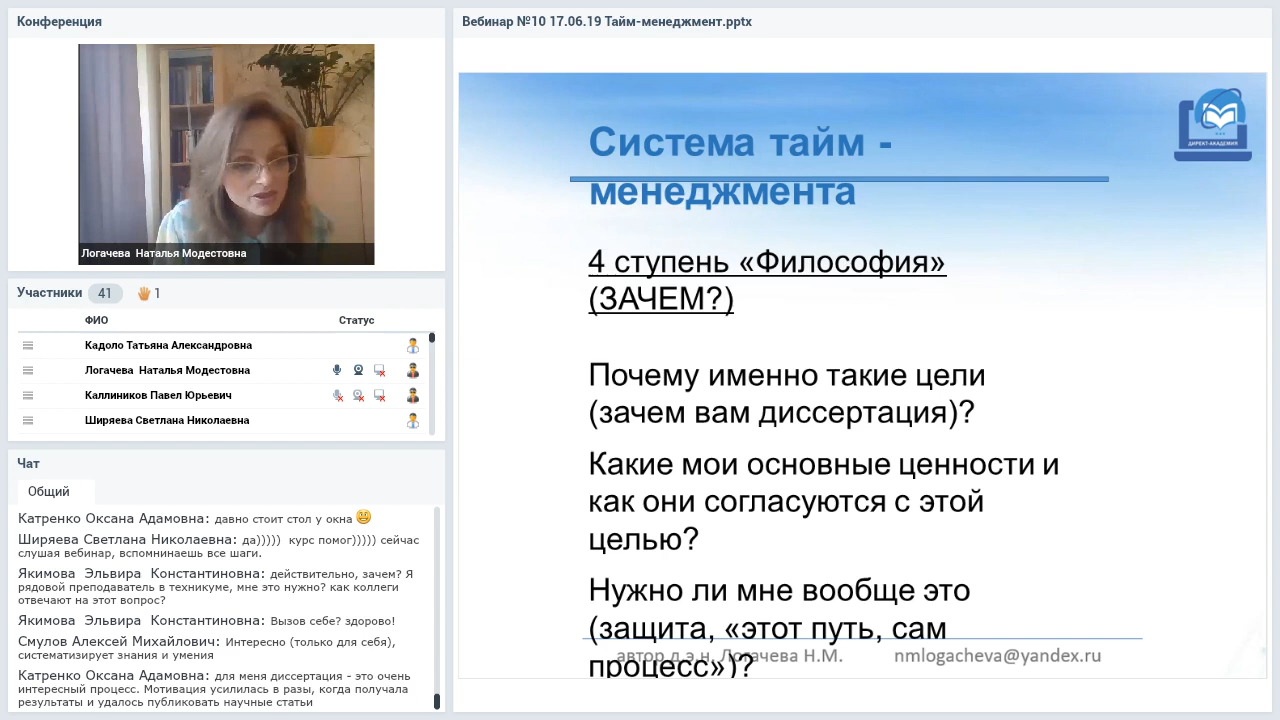 Конференция
Логачева Наталья Модестовна
Участники 41 1
ФИО Статус
Кадоло Татьяна Александровна
Логачева Наталья Модестовна
Каллиников Павел Юрьевич
Ширяева Светлана Николаевна
Чат
Общий
Катренко Оксана Адамовна: давно стоит стол у окна
Ширяева Светлана Николаевна: да))))) курс помог))))) сейчас
слушая вебинар, вспомнинаешь все шаги.
Якимова Эльвира Константиновна: действительно, зачем? Я
рядовой преподаватель в техникуме, мне это нужно? как коллеги
отвечают на этот вопрос?
Якимова Эльвира Константиновна: Вызов себе? здорово!
Смулов Алексей Михайлович: Интересно (только для себя),
систематизирует знания и умения
Катренко Оксана Адамовна: для меня диссертация - это очень
интересный процесс. Мотивация усилилась в разы, когда получала
результаты и удалось публиковать научные статьи
Вебинар №10 17.06.19 Тайм-менеджмент.pptx
ДИРЕКТ-АКАДЕМИЯ
Система тайм -
менеджмента
4 ступень «Философия»
(ЗАЧЕМ?)
Почему именно такие цели
(зачем вам диссертация)?
Какие мои основные ценности и
как они согласуются с этой
целью?
Нужно ли мне вообще это
(защита, «этот путь, сам
процесс»)?
автор д.э.н. Логачева Н.М. nmlogacheva@yandex.ru